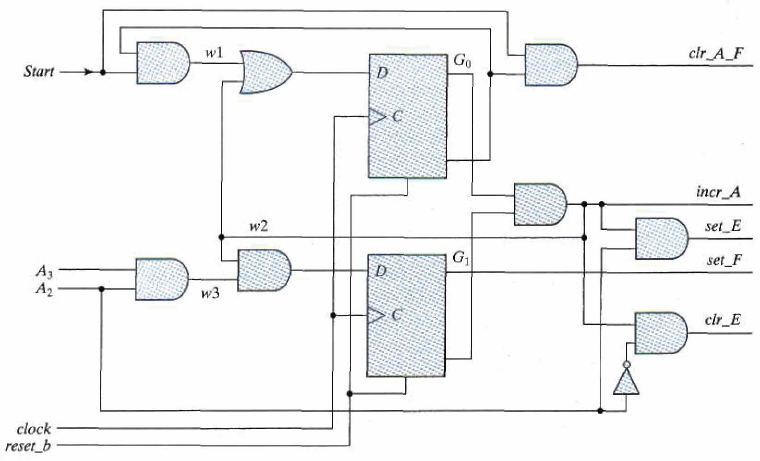 w1
G₀
clr_A_F
Start
D
C
incr_A
w2
set_E
G₁
set_F
A₃
A₂
D
w3
C
clr_E
clock
reset_b